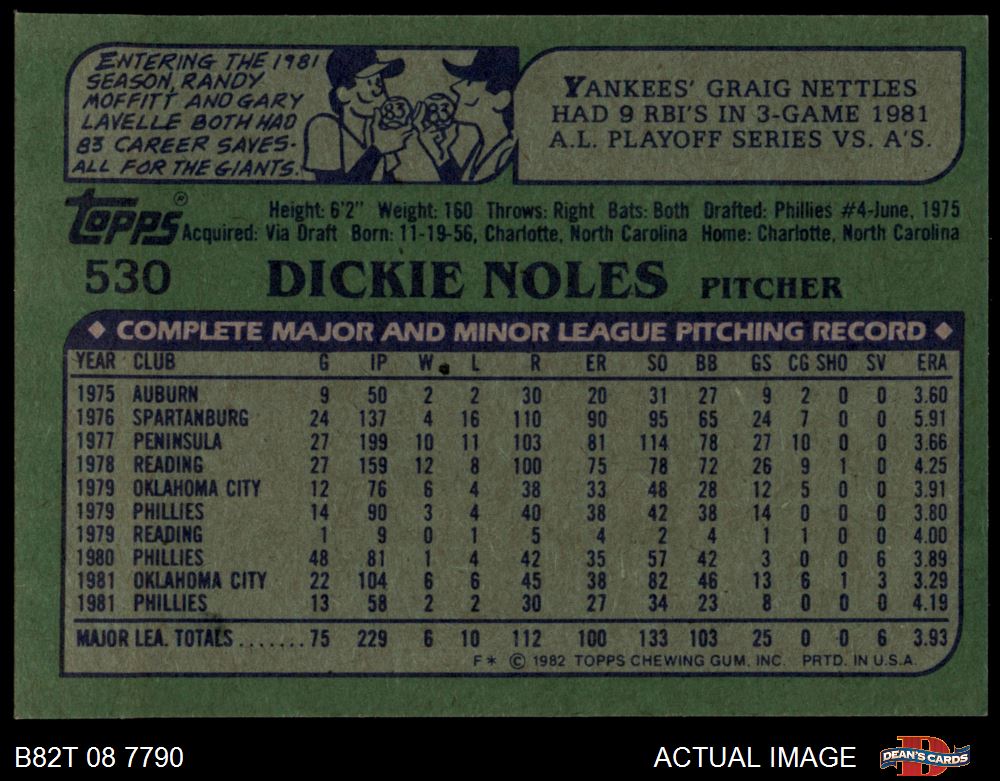 ENTERING THE 1981
SEASON, RANDY
MOFFITT AND GARY
LAVELLE BOTH HAD
83 CAREER SAVES-
ALL FOR THE GIANTS.
83 83
YANKEES' GRAIG NETTLES
HAD 9 RBI'S IN 3-GAME 1981
A.L. PLAYOFF SERIES VS. A'S.
TOPPS®
Height: 6'2" Weight: 160 Throws: Right Bats: Both Drafted: Phillies #4-June, 1975
Acquired: Via Draft Born: 11-19-56, Charlotte, North Carolina Home: Charlotte, North Carolina
530 DICKIE NOLES PITCHER
◆ COMPLETE MAJOR AND MINOR LEAGUE PITCHING RECORD ◆
YEAR CLUB G IP W L R ER SO BB GS CG SHO SV ERA
1975 AUBURN 9 50 2 2 30 20 31 27 9 2 0 0 3.60
1976 SPARTANBURG 24 137 4 16 110 90 95 65 24 7 0 0 5.91
1977 PENINSULA 27 199 10 11 103 81 114 78 27 10 0 0 3.66
1978 READING 27 159 12 8 100 75 78 72 26 9 1 0 4.25
1979 OKLAHOMA CITY 12 76 6 4 38 33 48 28 12 5 0 0 3.91
1979 PHILLIES 14 90 3 4 40 38 42 38 14 0 0 0 3.80
1979 READING 1 9 0 1 5 4 2 4 1 1 0 0 4.00
1980 PHILLIES 48 81 1 4 42 35 57 42 3 0 0 6 3.89
1981 OKLAHOMA CITY 22 104 6 6 45 38 82 46 13 6 1 3 3.29
1981 PHILLIES 13 58 2 2 30 27 34 23 8 0 0 0 4.19
MAJOR LEA. TOTALS.......75 229 6 10 112 100 133 103 25 0 0 6 3.93
F* © 1982 TOPPS CHEWING GUM, INC. PRTD. IN U.S.A.
B82T 08 7790 ACTUAL IMAGE DEAN'S CARDS